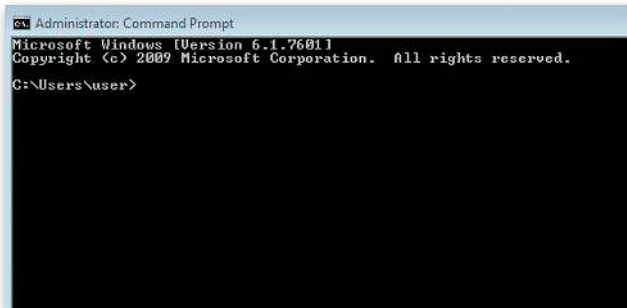 Administrator: Command Prompt
Microsoft Windows [Version 6.1.7601]
Copyright (c) 2009 Microsoft Corporation.  All rights reserved.
C:\Users\user>